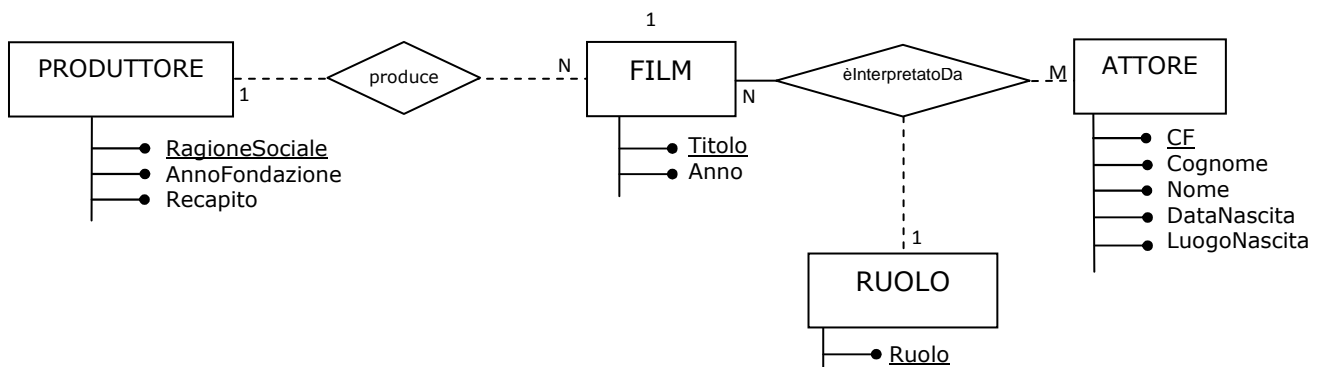 1
PRODUTTORE
produce
N
FILM
èInterpretatoDa
M
ATTORE
1
N
RagioneSociale
AnnoFondazione
Recapito
Titolo
Anno
CF
Cognome
Nome
DataNascita
LuogoNascita
1
RUOLO
Ruolo